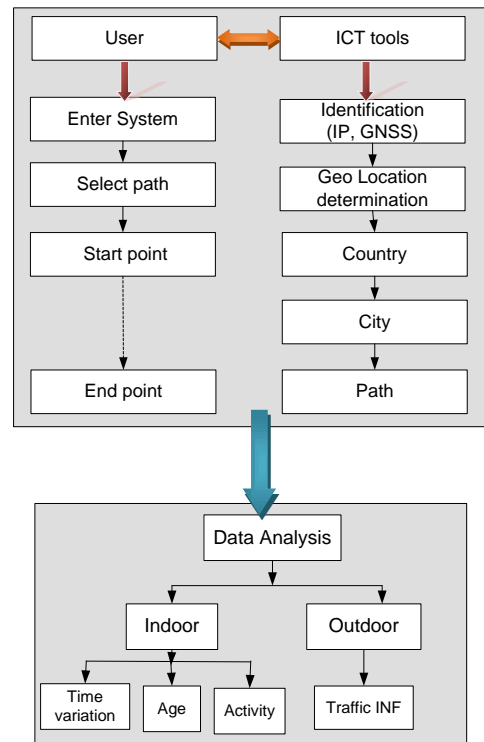 User
ICT tools
Enter System
Identification
(IP, GNSS)
Select path
Geo Location
determination
Start point
Country
City
End point
Path
Data Analysis
Indoor
Outdoor
Time
variation
Age
Activity
Traffic INF